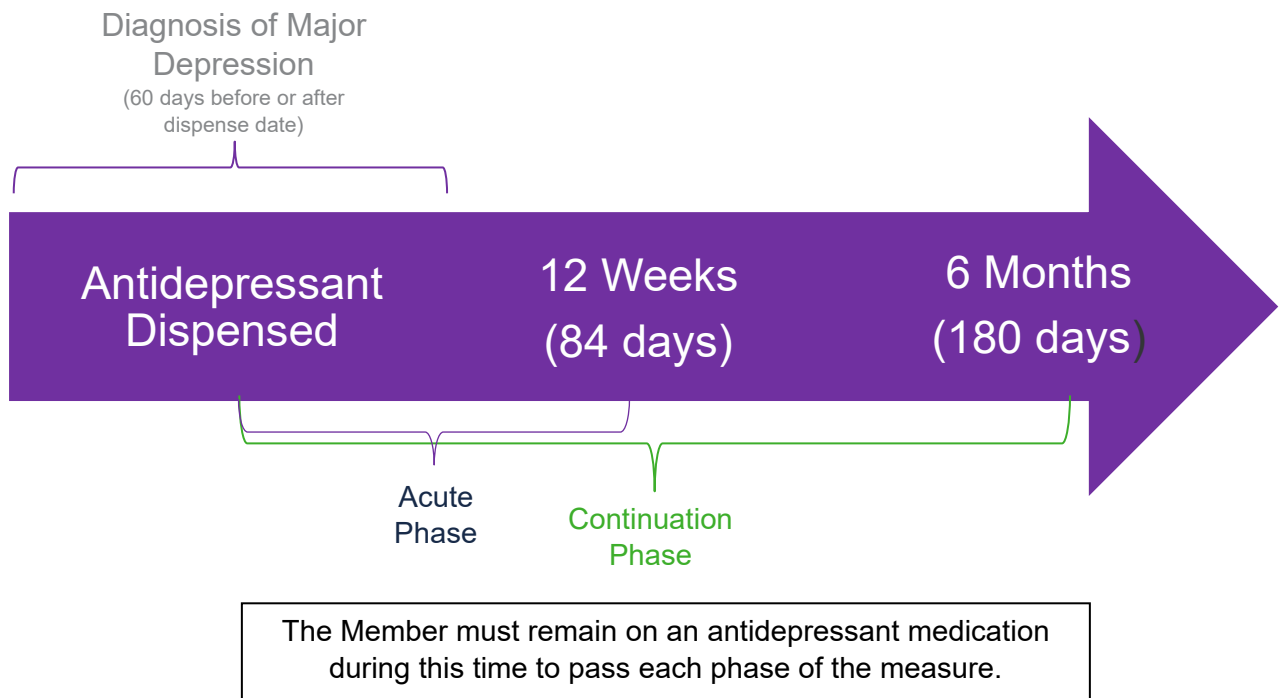 Diagnosis of Major
Depression
(60 days before or after
dispense date)
Antidepressant
Dispensed
12 Weeks
(84 days)
6 Months
(180 days)
Acute
Phase
Continuation
Phase
The Member must remain on an antidepressant medication
during this time to pass each phase of the measure.